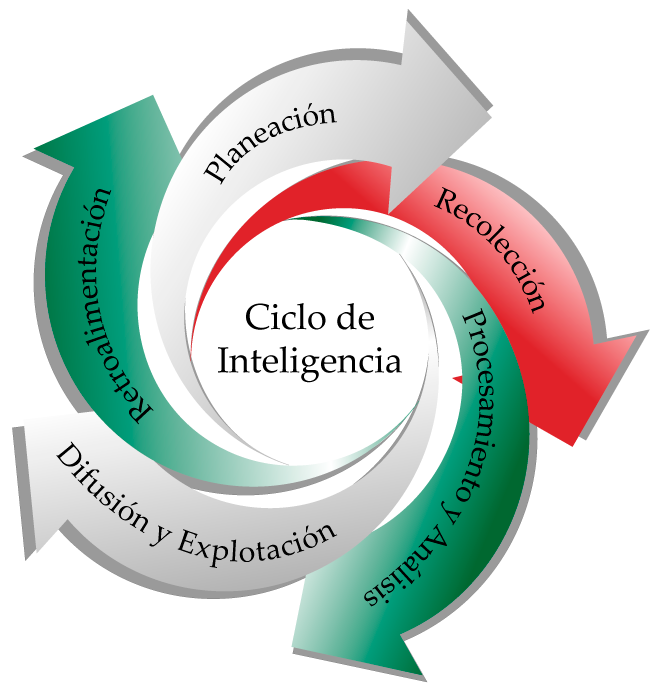 Planeación
Recolección
Procesamiento y Análisis
Difusión y Explotación
Retroalimentación
Ciclo de
Inteligencia